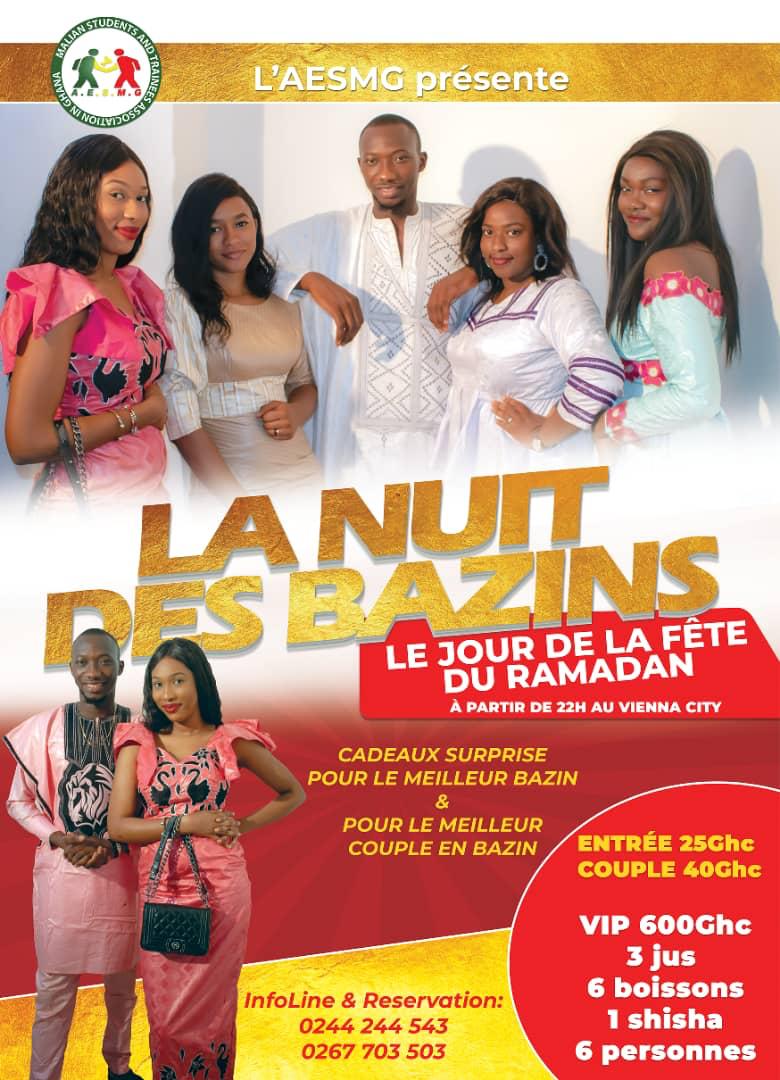 MALIAN STUDENTS AND TRAINEES ASSOCIATION IN GHANA
A.E.S.M.G
L'AESMG présente
LA NUIT
DES BAZINS
LE JOUR DE LA FÊTE
DU RAMADAN
À PARTIR DE 22H AU VIENNA CITY
CADEAUX SURPRISE
POUR LE MEILLEUR BAZIN
&
POUR LE MEILLEUR
COUPLE EN BAZIN
ENTRÉE 25Ghc
COUPLE 40Ghc
VIP 600Ghc
3 jus
6 boissons
1 shisha
6 personnes
InfoLine & Reservation:
0244 244 543
0267 703 503